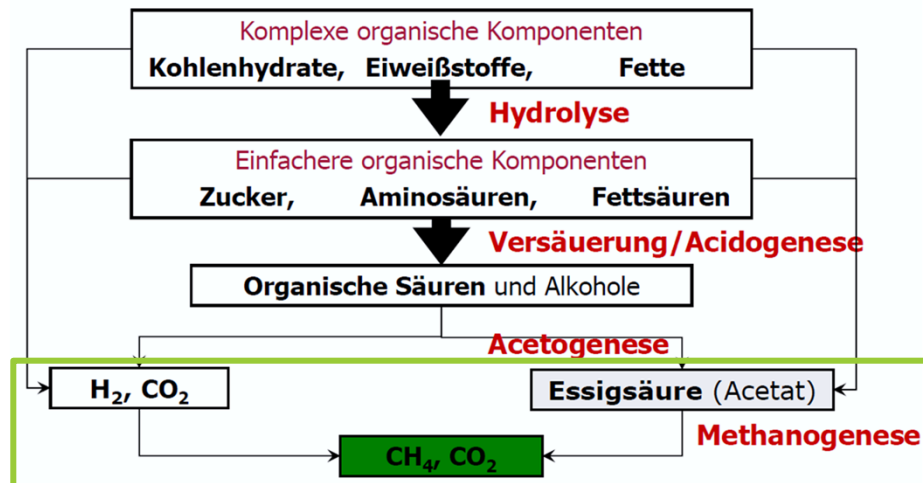 Komplexe organische Komponenten
Kohlenhydrate, Eiweißstoffe, Fette
Hydrolyse
Einfachere organische Komponenten
Zucker, Aminosäuren, Fettsäuren
Versäuerung/Acidogenese
Organische Säuren und Alkohole
Acetogenese
H₂, CO₂
Essigsäure (Acetat)
Methanogenese
CH₄, CO₂